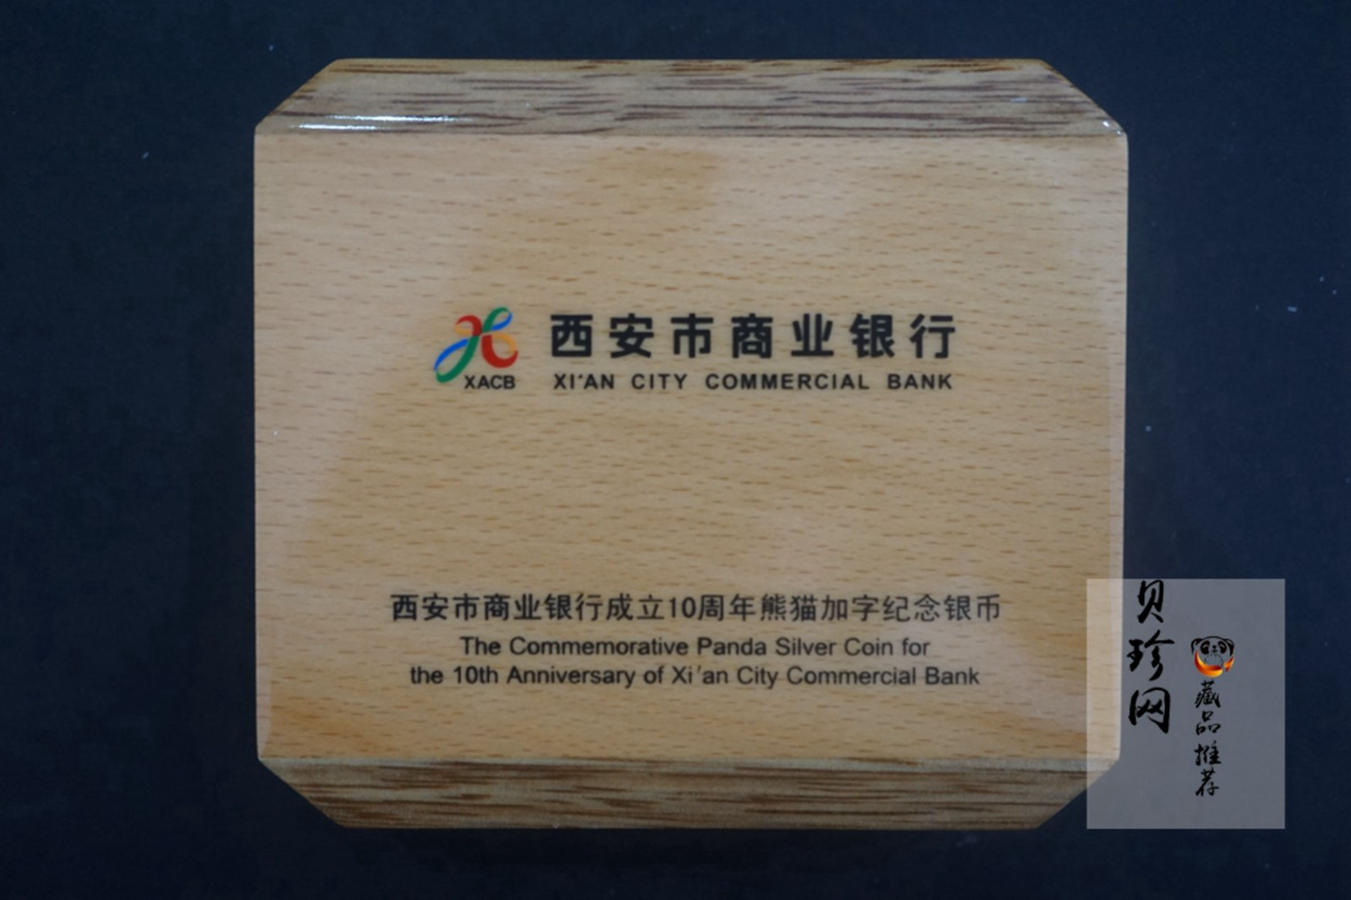 西安市商业银行
XACB
XI'AN CITY COMMERCIAL BANK
西安市商业银行成立10周年熊猫加字纪念银币
The Commemorative Panda Silver Coin for
the 10th Anniversary of Xi'an City Commercial Bank
贝珍网
藏品推荐